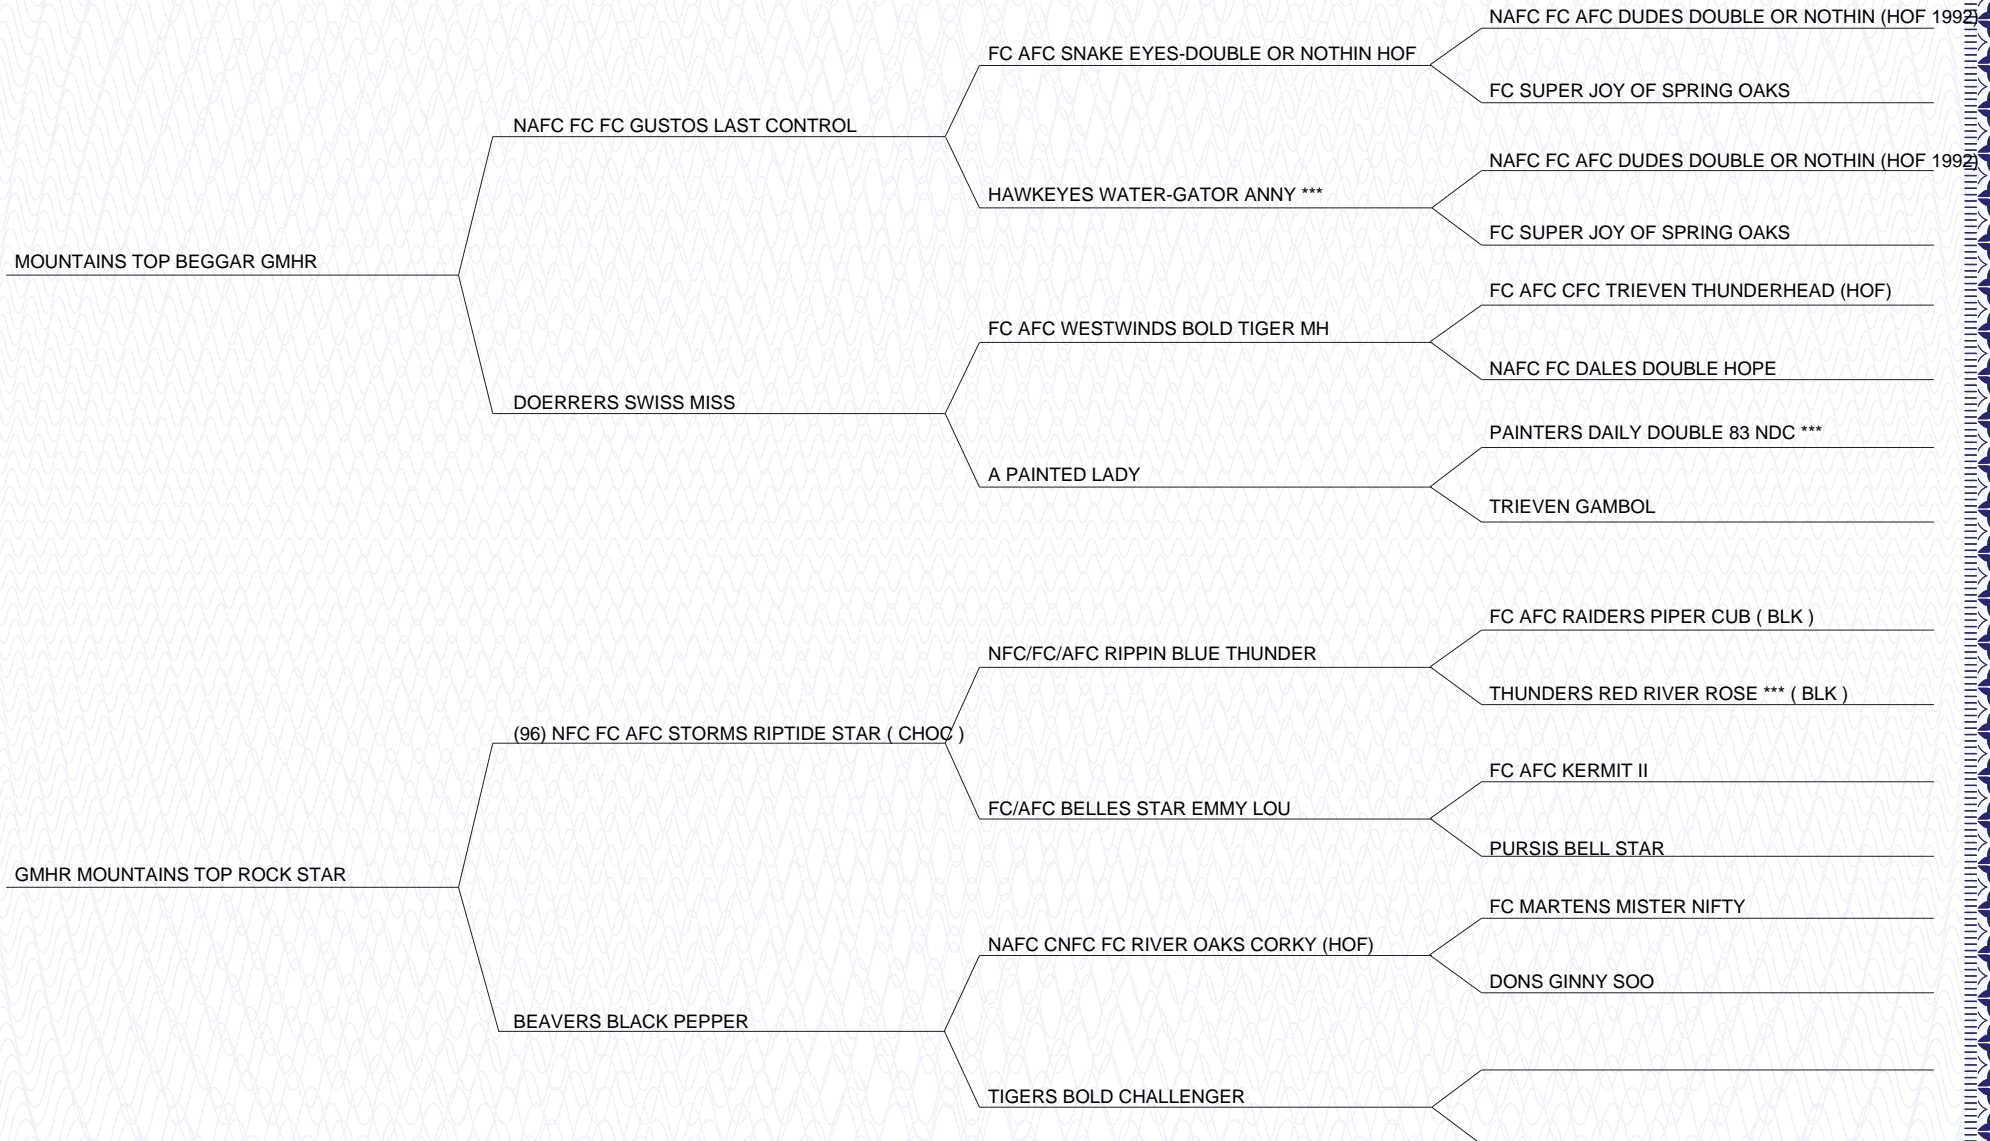 NAFC FC AFC DUDES DOUBLE OR NOTHIN (HOF 1992)
FC AFC SNAKE EYES-DOUBLE OR NOTHIN HOF
FC SUPER JOY OF SPRING OAKS
NAFC FC FC GUSTOS LAST CONTROL
NAFC FC AFC DUDES DOUBLE OR NOTHIN (HOF 1992)
HAWKEYES WATER-GATOR ANNY ***
FC SUPER JOY OF SPRING OAKS
MOUNTAINS TOP BEGGAR GMHR
FC AFC CFC TRIEVEN THUNDERHEAD (HOF)
FC AFC WESTWINDS BOLD TIGER MH
NAFC FC DALES DOUBLE HOPE
DOERRERS SWISS MISS
PAINTERS DAILY DOUBLE 83 NDC ***
A PAINTED LADY
TRIEVEN GAMBOL
FC AFC RAIDERS PIPER CUB ( BLK )
NFC/FC/AFC RIPPIN BLUE THUNDER
THUNDERS RED RIVER ROSE *** ( BLK )
(96) NFC FC AFC STORMS RIPTIDE STAR ( CHOC )
FC AFC KERMIT II
FC/AFC BELLES STAR EMMY LOU
PURSIS BELL STAR
GMHR MOUNTAINS TOP ROCK STAR
FC MARTENS MISTER NIFTY
NAFC CNFC FC RIVER OAKS CORKY (HOF)
DONS GINNY SOO
BEAVERS BLACK PEPPER
TIGERS BOLD CHALLENGER